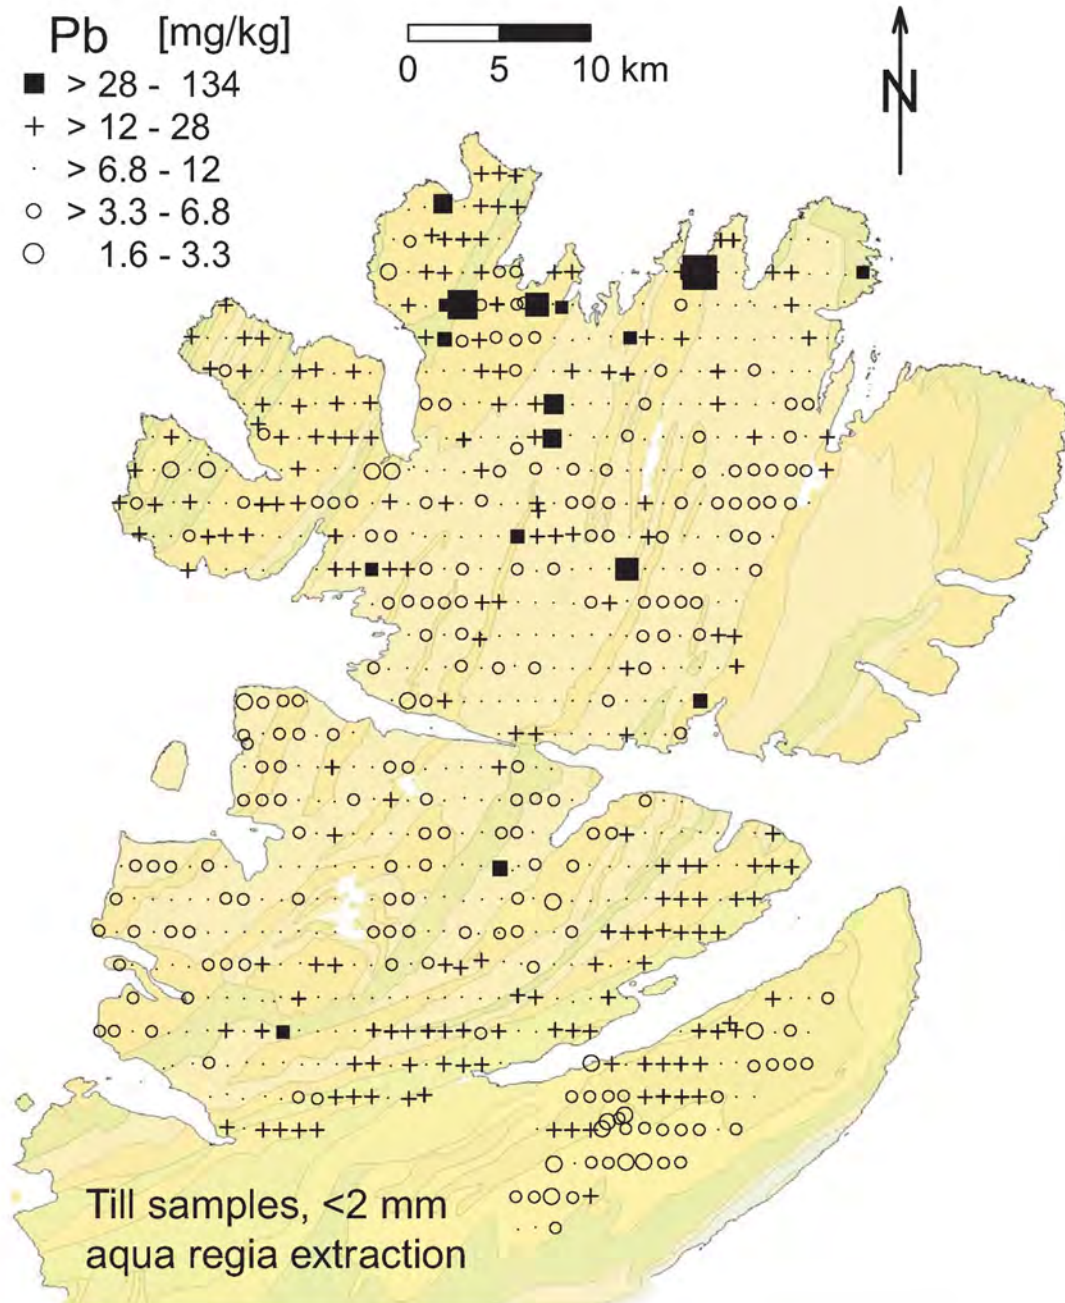 Pb [mg/kg]
> 28 - 134
> 12 - 28
> 6.8 - 12
> 3.3 - 6.8
1.6 - 3.3
0 5 10 km
N
Till samples, <2 mm
aqua regia extraction